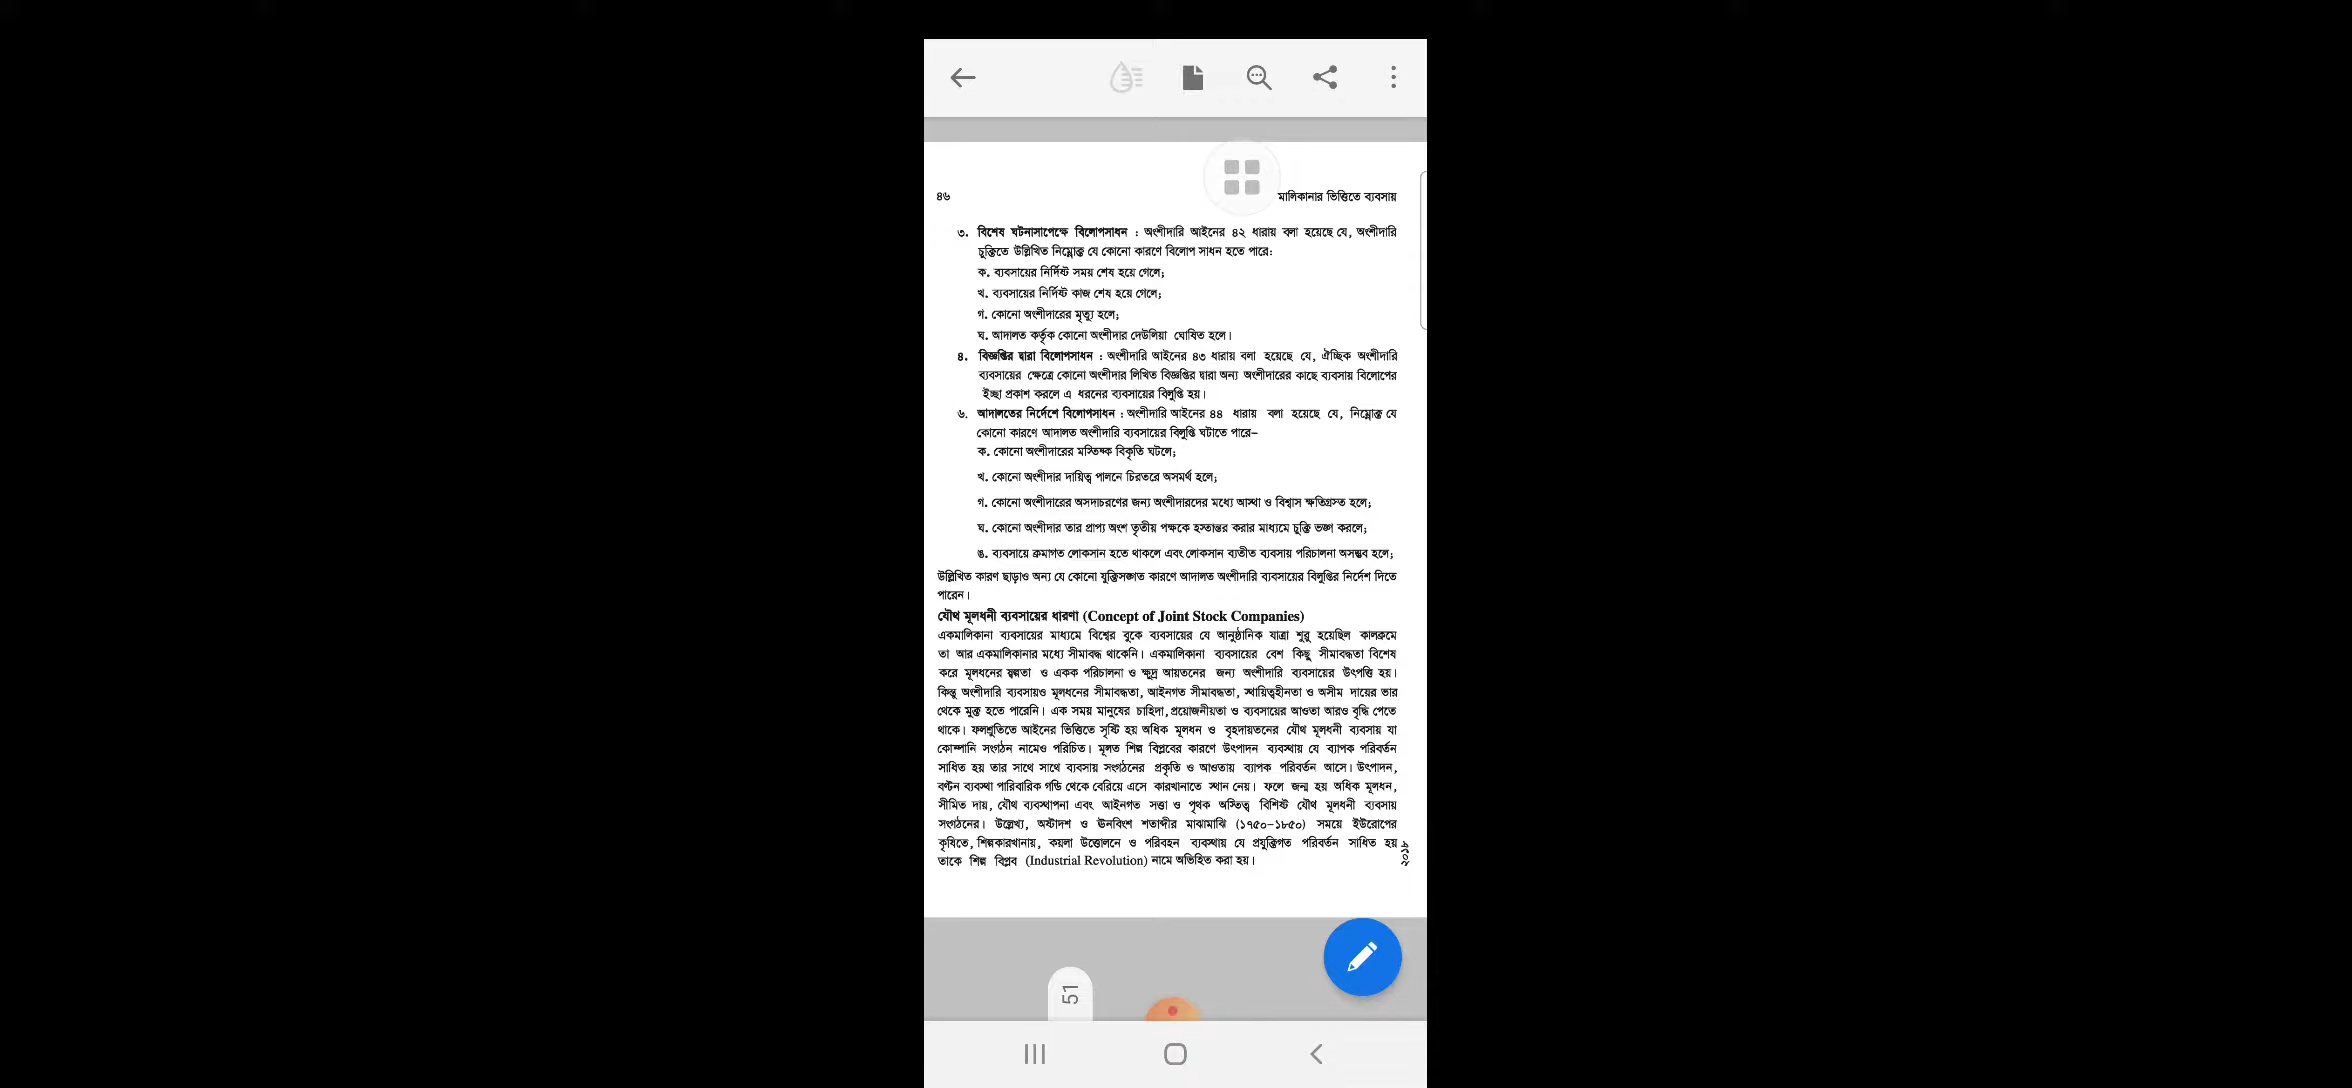 ৪৬
মালিকানার ভিত্তিতে ব্যবসায়
৩. বিশেষ ঘটনাসাপেক্ষে বিলোপসাধন : অংশীদারি আইনের ৪২ ধারায় বলা হয়েছে যে, অংশীদারি
চুক্তিতে উল্লিখিত নিম্নোক্ত যে কোনো কারণে বিলোপ সাধন হতে পারে:
ক. ব্যবসায়ের নির্দিষ্ট সময় শেষ হয়ে গেলে;
খ. ব্যবসায়ের নির্দিষ্ট কাজ শেষ হয়ে গেলে;
গ. কোনো অংশীদারের মৃত্যু হলে;
ঘ. আদালত কর্তৃক কোনো অংশীদার দেউলিয়া ঘোষিত হলে।
৪. বিজ্ঞপ্তির দ্বারা বিলোপসাধন : অংশীদারি আইনের ৪৩ ধারায় বলা হয়েছে যে, ঐচ্ছিক অংশীদারি
ব্যবসায়ের ক্ষেত্রে কোনো অংশীদার লিখিত বিজ্ঞপ্তির দ্বারা অন্য অংশীদারের কাছে ব্যবসায় বিলোপের
ইচ্ছা প্রকাশ করলে এ ধরনের ব্যবসায়ের বিলুপ্তি হয়।
৬. আদালতের নির্দেশে বিলোপসাধন : অংশীদারি আইনের ৪৪ ধারায় বলা হয়েছে যে, নিম্নোক্ত যে
কোনো কারণে আদালত অংশীদারি ব্যবসায়ের বিলুপ্তি ঘটাতে পারে–
ক. কোনো অংশীদারের মস্তিষ্ক বিকৃতি ঘটলে;
খ. কোনো অংশীদার দায়িত্ব পালনে চিরতরে অসমর্থ হলে;
গ. কোনো অংশীদারের অসদাচরণের জন্য অংশীদারদের মধ্যে আস্থা ও বিশ্বাস ক্ষতিগ্রস্ত হলে;
ঘ. কোনো অংশীদার তার প্রাপ্য অংশ তৃতীয় পক্ষকে হস্তান্তর করার মাধ্যমে চুক্তি ভঙ্গ করলে;
ঙ. ব্যবসায়ে ক্রমাগত লোকসান হতে থাকলে এবং লোকসান ব্যতীত ব্যবসায় পরিচালনা অসম্ভব হলে;
উল্লিখিত কারণ ছাড়াও অন্য যে কোনো যুক্তিসঙ্গত কারণে আদালত অংশীদারি ব্যবসায়ের বিলুপ্তির নির্দেশ দিতে
পারেন।
যৌথ মূলধনী ব্যবসায়ের ধারণা (Concept of Joint Stock Companies)
একমালিকানা ব্যবসায়ের মাধ্যমে বিশ্বের বুকে ব্যবসায়ের যে আনুষ্ঠানিক যাত্রা শুরু হয়েছিল কালক্রমে
তা আর একমালিকানার মধ্যে সীমাবদ্ধ থাকেনি। একমালিকানা ব্যবসায়ের বেশ কিছু সীমাবদ্ধতা বিশেষ
করে মূলধনের স্বল্পতা ও একক পরিচালনা ও ক্ষুদ্র আয়তনের জন্য অংশীদারি ব্যবসায়ের উৎপত্তি হয়।
কিন্তু অংশীদারি ব্যবসায়ও মূলধনের সীমাবদ্ধতা, আইনগত সীমাবদ্ধতা, স্থায়িত্বহীনতা ও অসীম দায়ের ভার
থেকে মুক্ত হতে পারেনি। এক সময় মানুষের চাহিদা, প্রয়োজনীয়তা ও ব্যবসায়ের আওতা আরও বৃদ্ধি পেতে
থাকে। ফলশ্রুতিতে আইনের ভিত্তিতে সৃষ্টি হয় অধিক মূলধন ও বৃহদায়তনের যৌথ মূলধনী ব্যবসায় যা
কোম্পানি সংগঠন নামেও পরিচিত। মূলত শিল্প বিপ্লবের কারণে উৎপাদন ব্যবস্থায় যে ব্যাপক পরিবর্তন
সাধিত হয় তার সাথে সাথে ব্যবসায় সংগঠনের প্রকৃতি ও আওতায় ব্যাপক পরিবর্তন আসে। উৎপাদন,
বণ্টন ব্যবস্থা পারিবারিক গন্ডি থেকে বেরিয়ে এসে কারখানাতে স্থান নেয়। ফলে জন্ম হয় অধিক মূলধন,
সীমিত দায়, যৌথ ব্যবস্থাপনা এবং আইনগত সত্তা ও পৃথক অস্তিত্ব বিশিষ্ট যৌথ মূলধনী ব্যবসায়
সংগঠনের। উল্লেখ্য, অষ্টাদশ ও ঊনবিংশ শতাব্দীর মাঝামাঝি (১৭৫০–১৮৫০) সময়ে ইউরোপের
কৃষিতে, শিল্পকারখানায়, কয়লা উত্তোলনে ও পরিবহন ব্যবস্থায় যে প্রযুক্তিগত পরিবর্তন সাধিত হয়
তাকে শিল্প বিপ্লব (Industrial Revolution) নামে অভিহিত করা হয়।
২০১৮
51